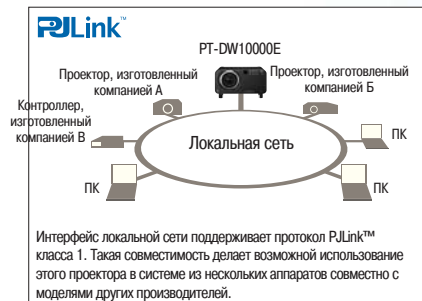 PJLink™
PT-DW10000E
Проектор, изготовленный
компанией А
Проектор, изготовленный
компанией Б
Контроллер,
изготовленный
компанией В
Локальная сеть
ПК
ПК
ПК
Интерфейс локальной сети поддерживает протокол PJLink™
класса 1. Такая совместимость делает возможной использование
этого проектора в системе из нескольких аппаратов совместно с
моделями других производителей.